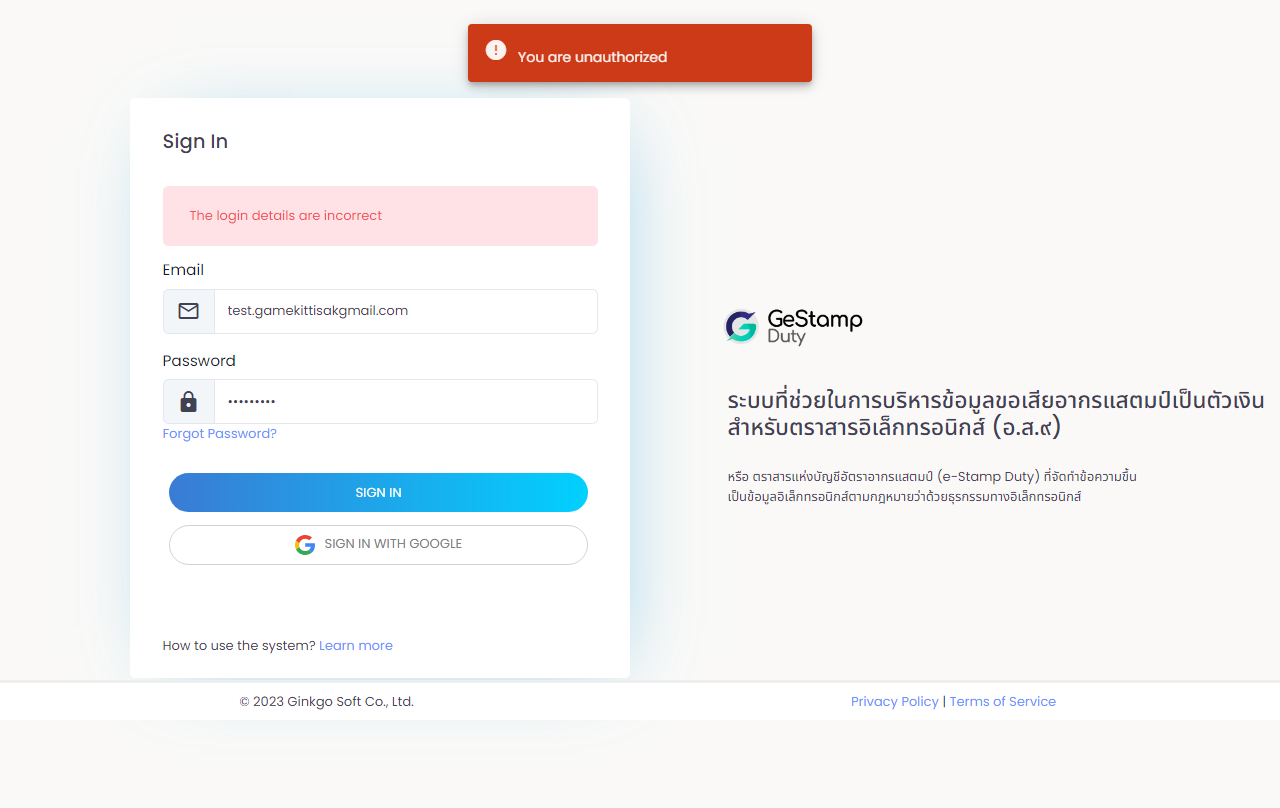 You are unauthorized
Sign In
The login details are incorrect
Email
test.gamekittisakgmail.com
Password
•••••••••
Forgot Password?
SIGN IN
SIGN IN WITH GOOGLE
How to use the system? Learn more
GeStamp
Duty
ระบบที่ช่วยในการบริหารข้อมูลขอเสียอากรแสตมป์เป็นตัวเงิน
สำหรับตราสารอิเล็กทรอนิกส์ (อ.ส.๙)
หรือ ตราสารแห่งบัญชีอัตราอากรแสตมป์ (e-Stamp Duty) ที่จัดทำข้อความขึ้น
เป็นข้อมูลอิเล็กทรอนิกส์ตามกฎหมายว่าด้วยธุรกรรมทางอิเล็กทรอนิกส์
© 2023 Ginkgo Soft Co., Ltd.
Privacy Policy | Terms of Service